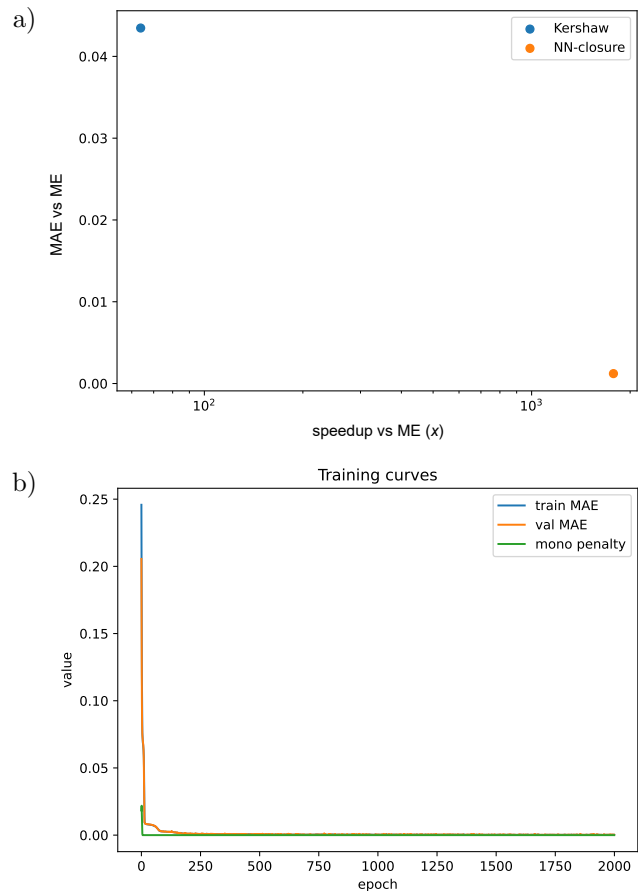 a)
Kershaw
NN-closure
0.04
0.03
0.02
0.01
0.00
MAE vs ME
10²
10³
speedup vs ME (x)
b)
Training curves
train MAE
val MAE
mono penalty
0.25
0.20
0.15
0.10
0.05
0.00
value
0
250
500
750
1000
1250
1500
1750
2000
epoch